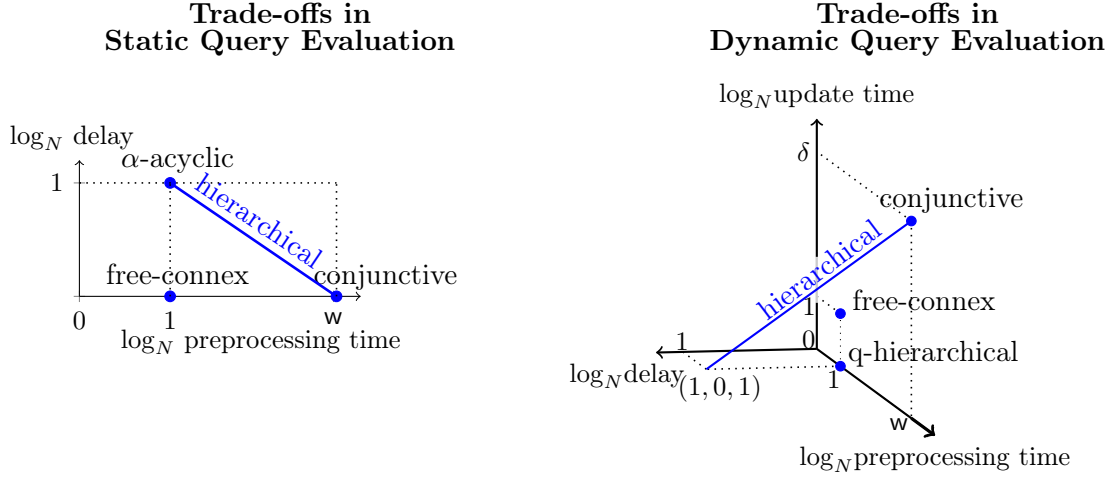 Trade-offs in
Static Query Evaluation
log_N delay
α-acyclic
1
hierarchical
free-connex
conjunctive
0
1
w
log_N preprocessing time
Trade-offs in
Dynamic Query Evaluation
log_N update time
δ
conjunctive
hierarchical
1
free-connex
1
0
q-hierarchical
log_N delay
(1, 0, 1)
1
w
log_N preprocessing time